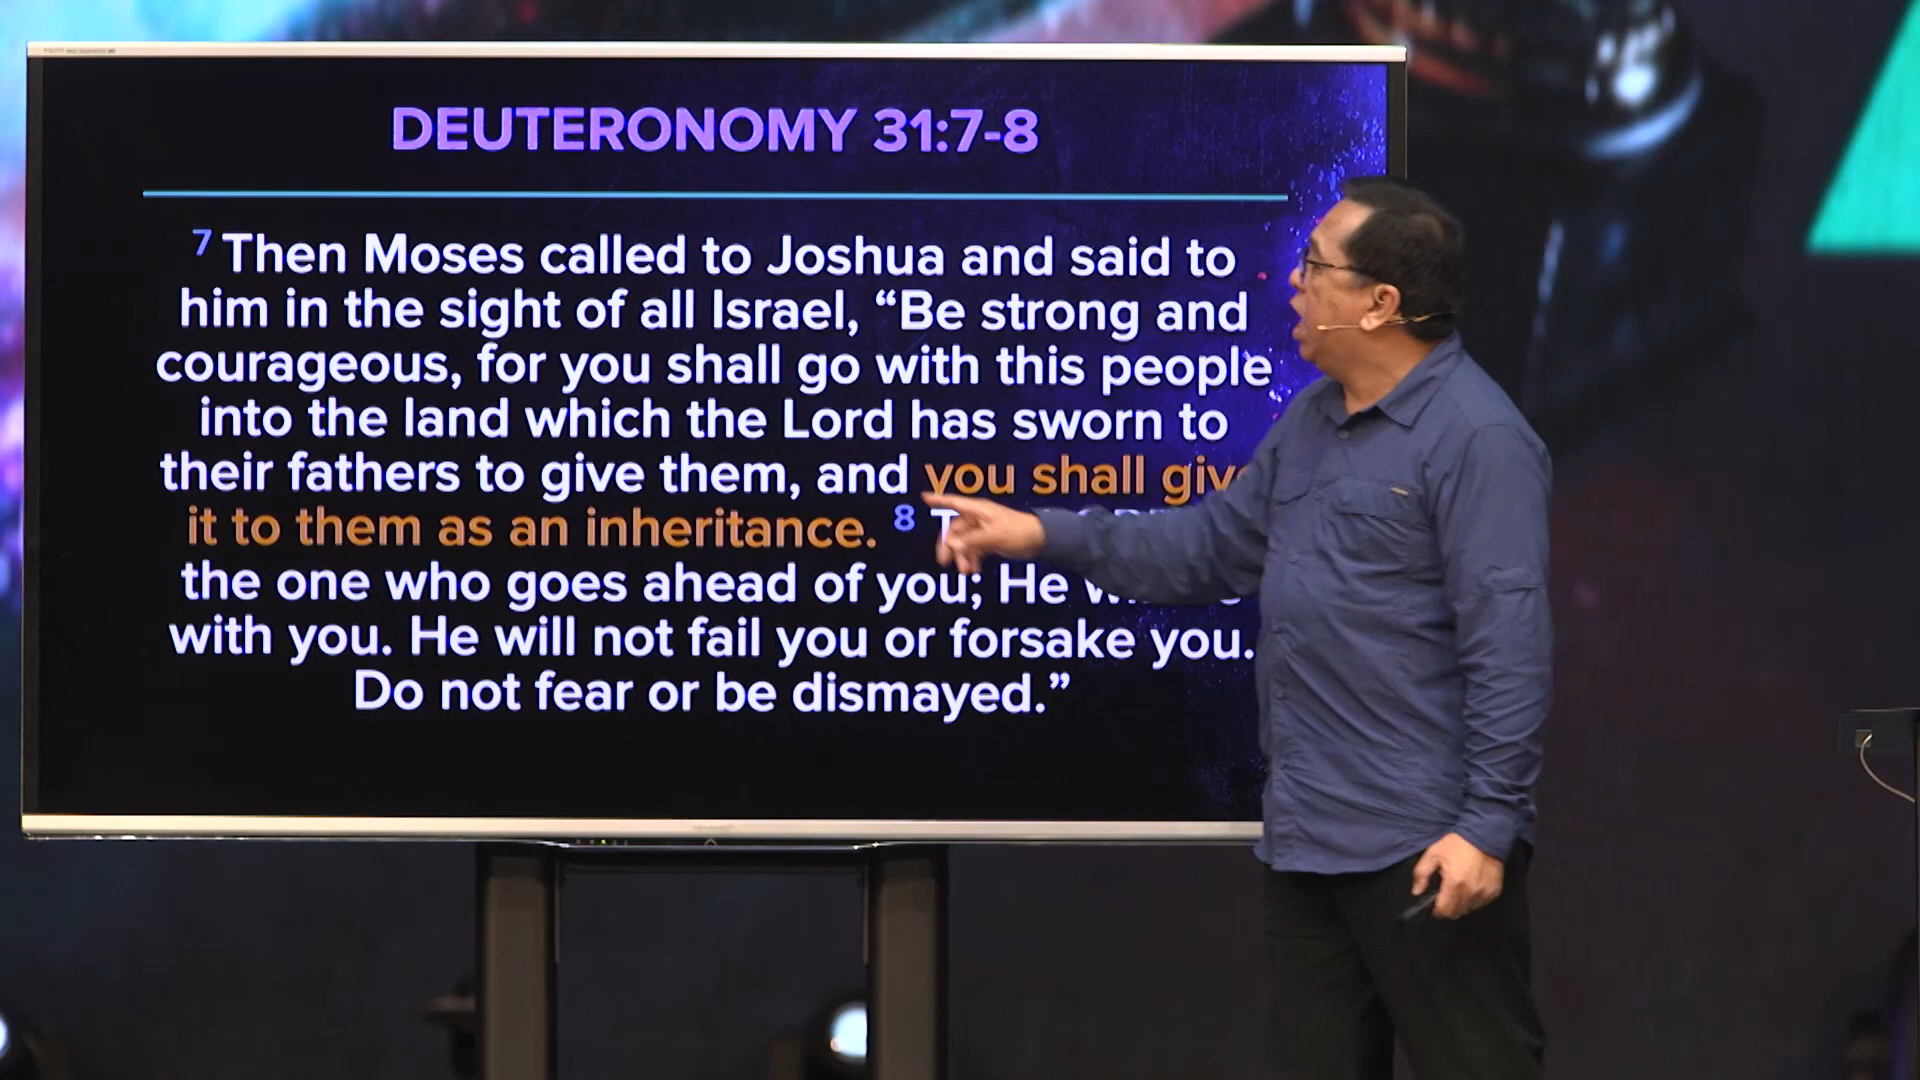 DEUTERONOMY 31:7-8
7 Then Moses called to Joshua and said to
him in the sight of all Israel, “Be strong and
courageous, for you shall go with this people
into the land which the Lord has sworn to
their fathers to give them, and you shall give
it to them as an inheritance. 8
the one who goes ahead of you; He
with you. He will not fail you or forsake you.
Do not fear or be dismayed.”